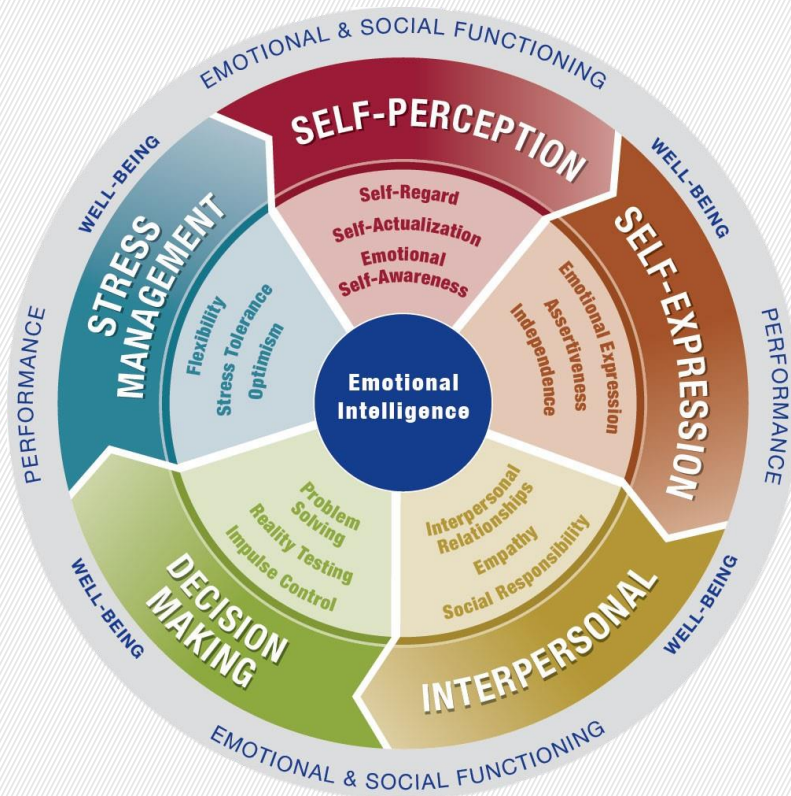 EMOTIONAL & SOCIAL FUNCTIONING
WELL-BEING
WELL-BEING
PERFORMANCE
PERFORMANCE
WELL-BEING
WELL-BEING
EMOTIONAL & SOCIAL FUNCTIONING
SELF-PERCEPTION
Self-Regard
Self-Actualization
Emotional
Self-Awareness
SELF-EXPRESSION
Emotional Expression
Assertiveness
Independence
INTERPERSONAL
Interpersonal
Relationships
Empathy
Social Responsibility
DECISION
MAKING
Problem
Solving
Reality Testing
Impulse Control
STRESS
MANAGEMENT
Flexibility
Stress Tolerance
Optimism
Emotional
Intelligence